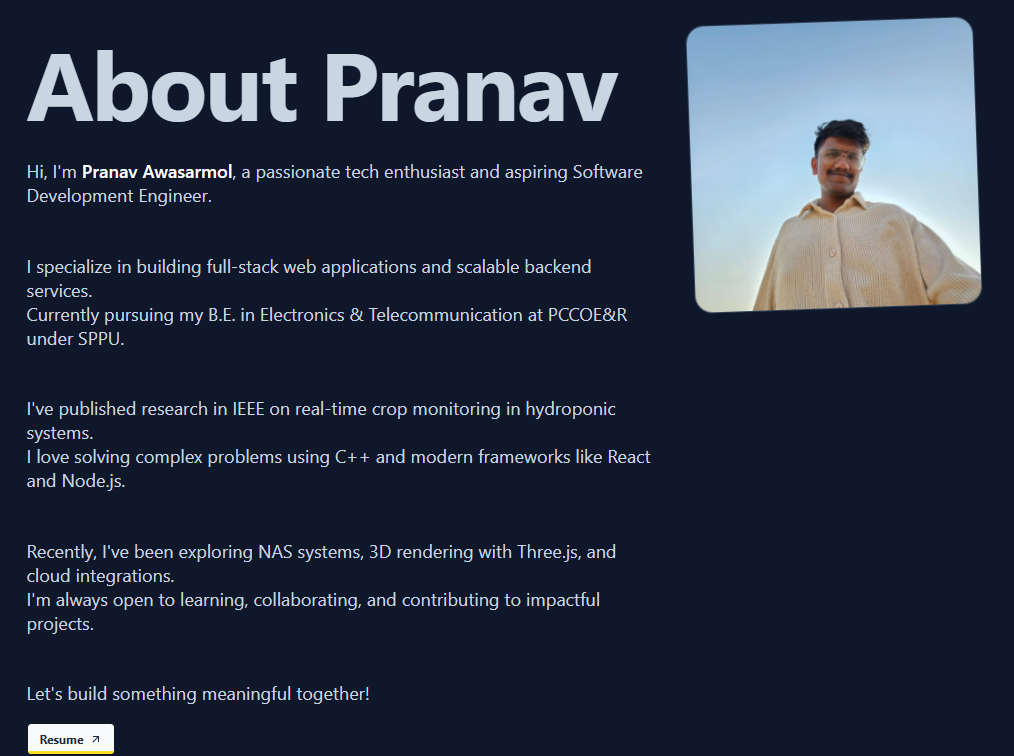 About Pranav
Hi, I'm Pranav Awasarmol, a passionate tech enthusiast and aspiring Software
Development Engineer.
I specialize in building full-stack web applications and scalable backend
services.
Currently pursuing my B.E. in Electronics & Telecommunication at PCCOE&R
under SPPU.
I've published research in IEEE on real-time crop monitoring in hydroponic
systems.
I love solving complex problems using C++ and modern frameworks like React
and Node.js.
Recently, I've been exploring NAS systems, 3D rendering with Three.js, and
cloud integrations.
I'm always open to learning, collaborating, and contributing to impactful
projects.
Let's build something meaningful together!
Resume